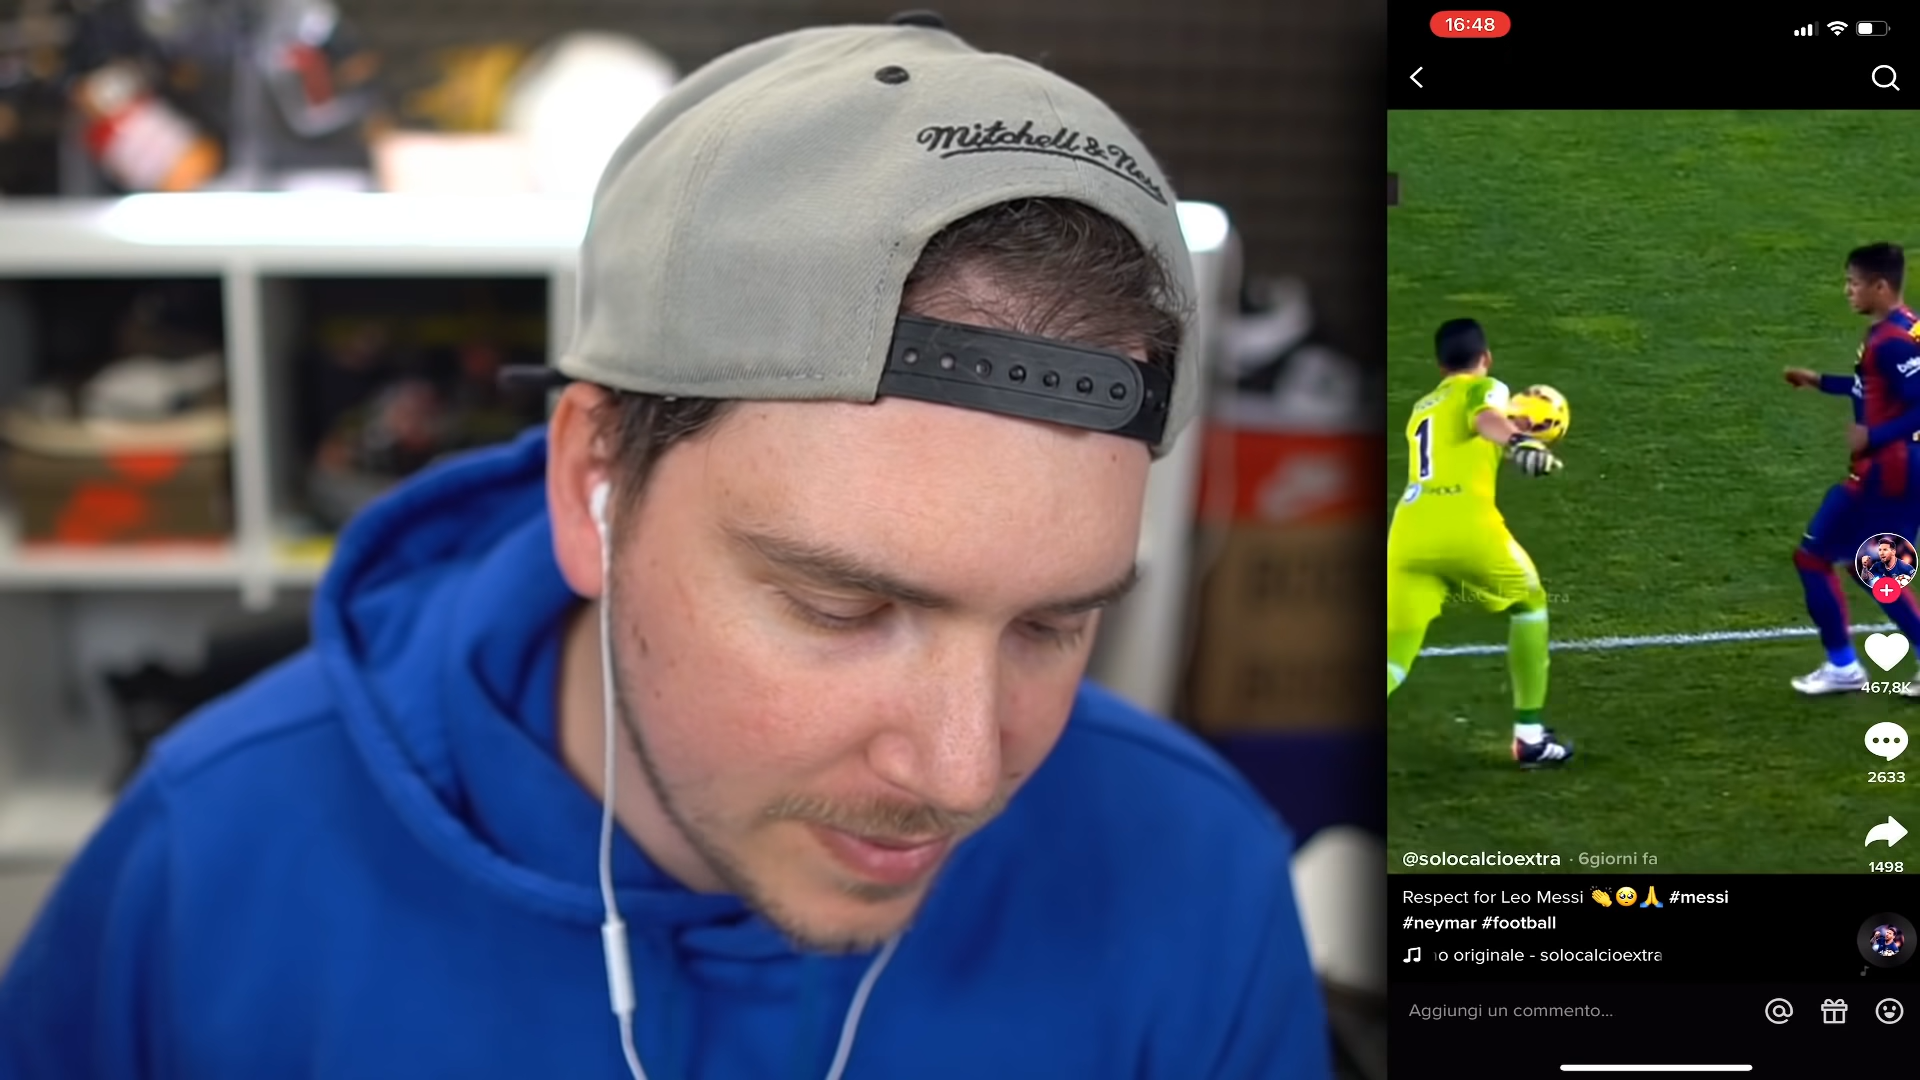 Mitchell & Ness
16:48
1
467,8K
2633
1498
@solocalcioextra · 6giorni fa
Respect for Leo Messi 👏🥺🙏 #messi
#neymar #football
o originale - solocalcioextra
Aggiungi un commento...